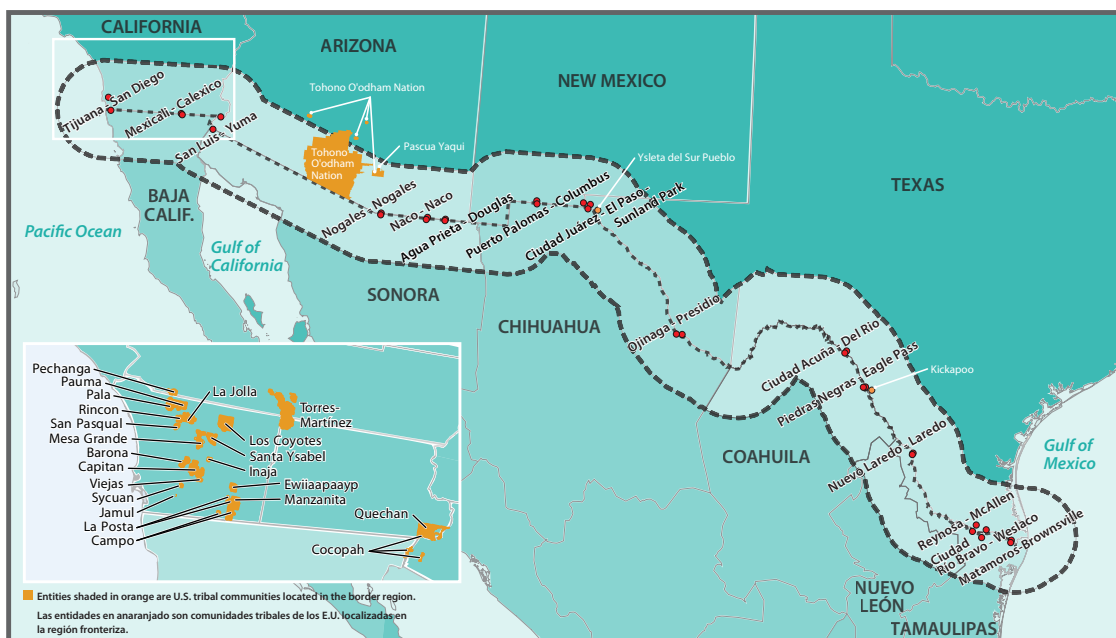 CALIFORNIA
ARIZONA
NEW MEXICO
TEXAS
Tijuana - San Diego
Mexicali - Calexico
San Luis - Yuma
Tohono O'odham Nation
Tohono
O'odham
Nation
Pascua Yaqui
Nogales - Nogales
Naco - Naco
Agua Prieta - Douglas
Puerto Palomas - Columbus
Ciudad Juárez - El Paso -
Sunland Park
Ysleta del Sur Pueblo
BAJA
CALIF.
Pacific Ocean
Gulf of
California
SONORA
CHIHUAHUA
Ojinaga - Presidio
Ciudad Acuña - Del Rio
Piedras Negras - Eagle Pass
Kickapoo
COAHUILA
Nuevo Laredo - Laredo
Gulf of
Mexico
Reynosa - McAllen
Ciudad
Río Bravo - Weslaco
Matamoros-Brownsville
NUEVO
LEÓN
TAMAULIPAS
Pechanga
Pauma
Pala
Rincon
San Pasqual
Mesa Grande
Barona
Capitan
Viejas
Sycuan
Jamul
La Posta
Campo
La Jolla
Torres-
Martínez
Los Coyotes
Santa Ysabel
Inaja
Ewiiaapaayp
Manzanita
Quechan
Cocopah
Entities shaded in orange are U.S. tribal communities located in the border region.
Las entidades en anaranjado son comunidades tribales de los E.U. localizadas en
la región fronteriza.